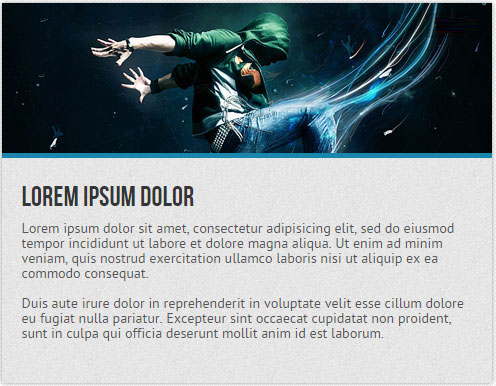 LOREM IPSUM DOLOR
Lorem ipsum dolor sit amet, consectetur adipisicing elit, sed do eiusmod
tempor incididunt ut labore et dolore magna aliqua. Ut enim ad minim
veniam, quis nostrud exercitation ullamco laboris nisi ut aliquip ex ea
commodo consequat.
Duis aute irure dolor in reprehenderit in voluptate velit esse cillum dolore
eu fugiat nulla pariatur. Excepteur sint occaecat cupidatat non proident,
sunt in culpa qui officia deserunt mollit anim id est laborum.